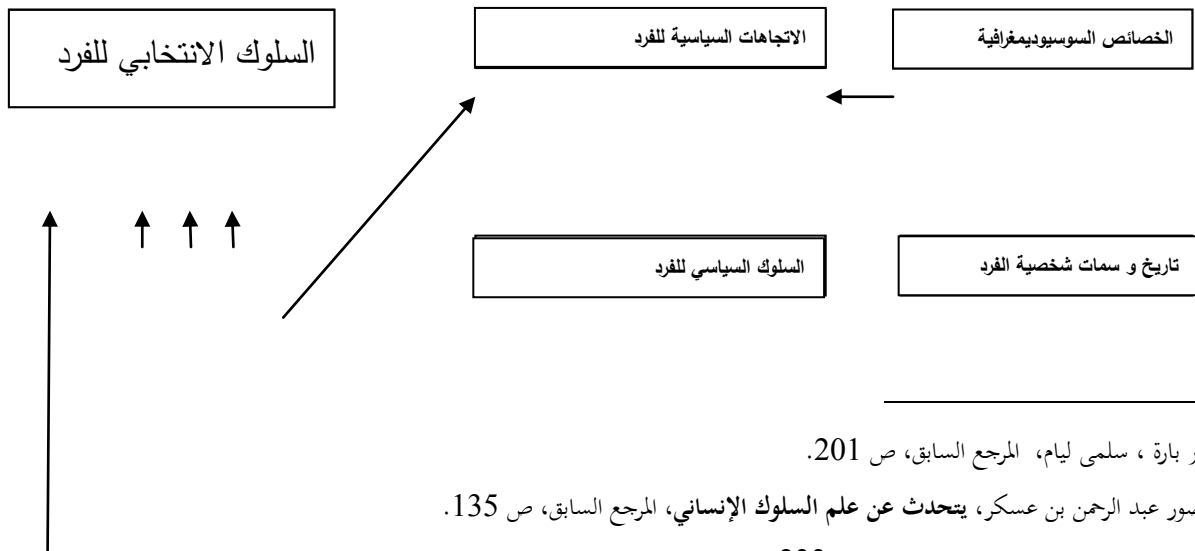 الخصائص السوسيوديمغرافية
الاتجاهات السياسية للفرد
السلوك الانتخابي للفرد
تاريخ و سمات شخصية الفرد
السلوك السياسي للفرد
بارة ، سلمى ليام، المرجع السابق، ص 201.
عبد الرحمن بن عسكر، يتحدث عن علم السلوك الإنساني، المرجع السابق، ص 135.